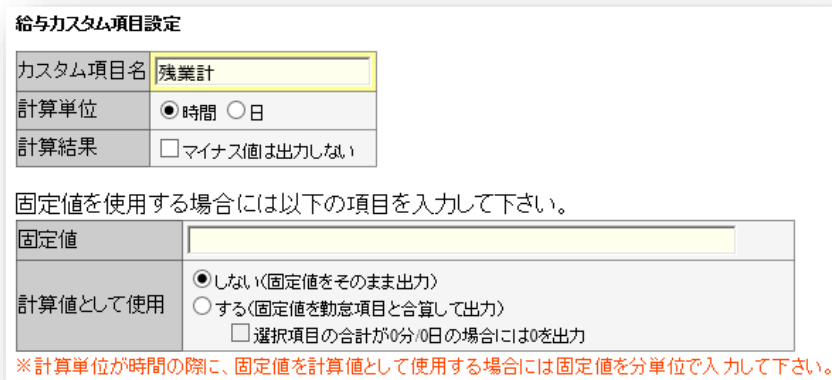 給与カスタム項目設定
カスタム項目名 残業計
計算単位 時間 日
計算結果 マイナス値は出力しない
固定値を使用する場合には以下の項目を入力して下さい。
固定値
しない(固定値をそのまま出力)
計算値として使用 する(固定値を勤怠項目と合算して出力)
選択項目の合計が0分/0日の場合には0を出力
※計算単位が時間の際に、固定値を計算値として使用する場合には固定値を分単位で入力して下さい。